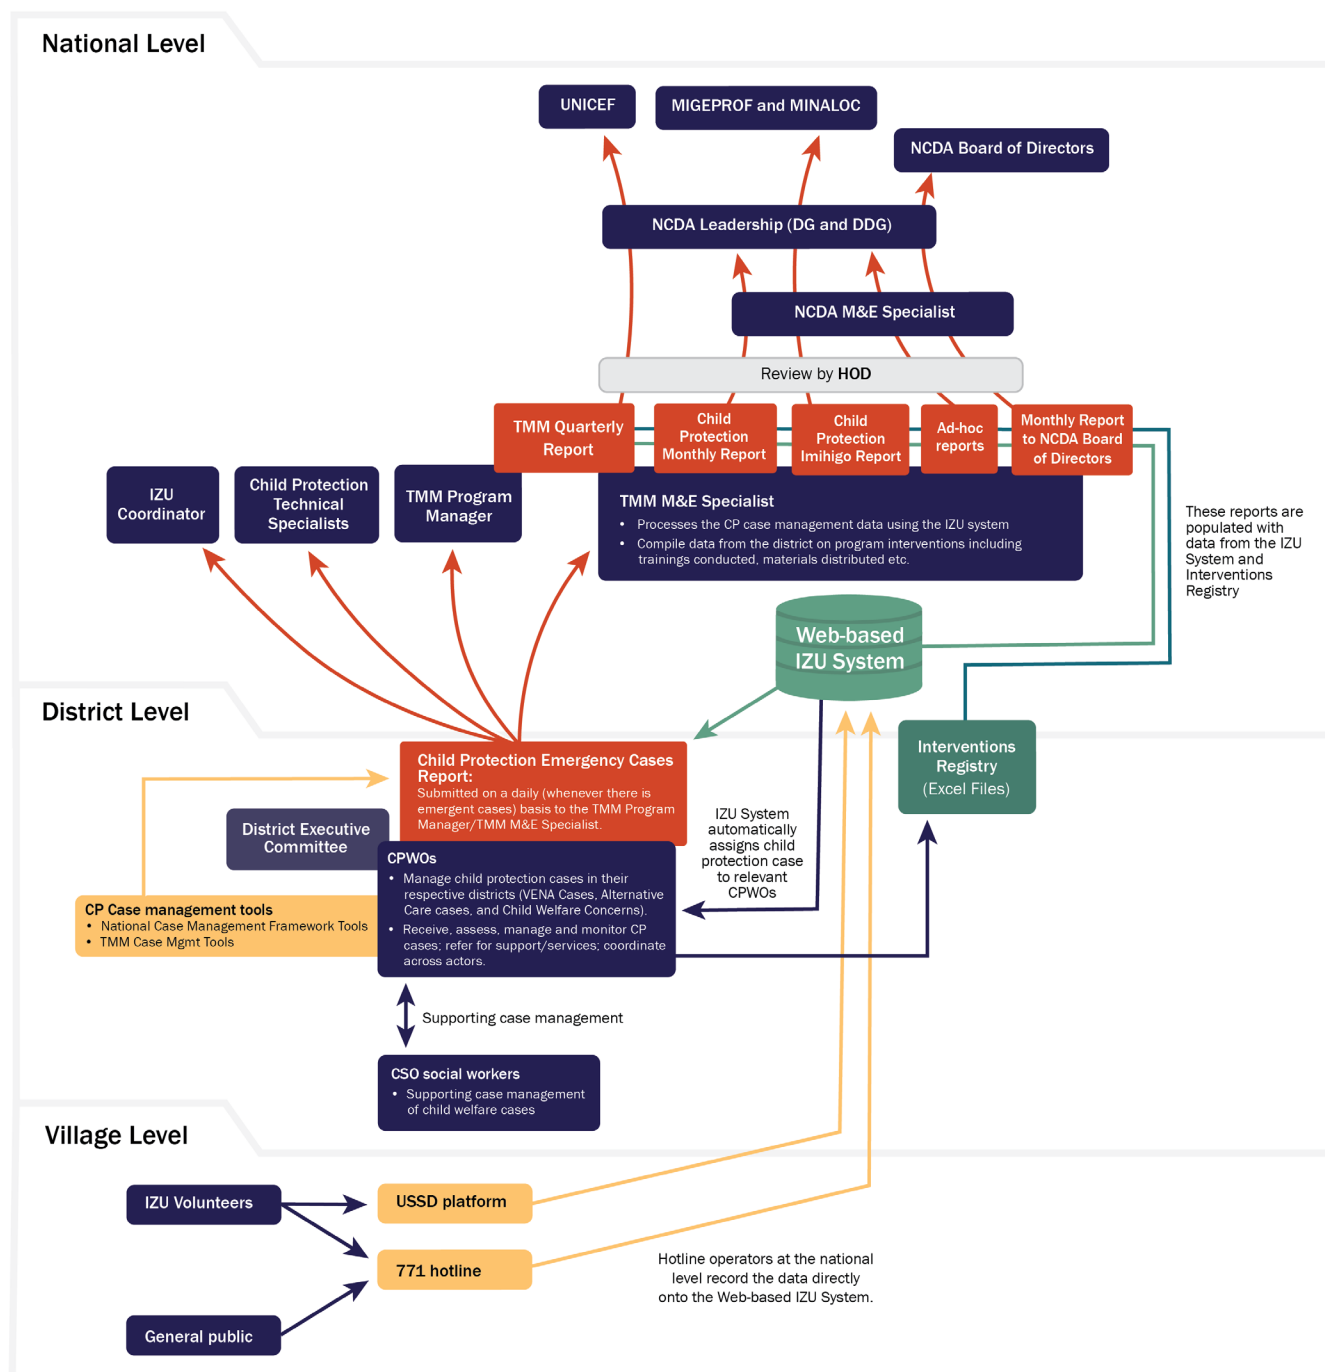 National Level
UNICEF
MIGEPROF and MINALOC
NCDA Board of Directors
NCDA Leadership (DG and DDG)
NCDA M&E Specialist
Review by HOD
TMM Quarterly
Report
Child
Protection
Monthly Report
Child
Protection
Imihigo Report
Ad-hoc
reports
Monthly Report
to NCDA Board
of Directors
IZU
Coordinator
Child Protection
Technical
Specialists
TMM Program
Manager
TMM M&E Specialist
• Processes the CP case management data using the IZU system
• Compile data from the district on program interventions including
trainings conducted, materials distributed etc.
These reports are
populated with
data from the IZU
System and
Interventions
Registry
Web-based
IZU System
District Level
Child Protection Emergency Cases
Report:
Submitted on a daily (whenever there is
emergent cases) basis to the TMM Program
Manager/TMM M&E Specialist.
Interventions
Registry
(Excel Files)
IZU System
automatically
assigns child
protection case
to relevant
CPWOs
District Executive
Committee
CPWOs
• Manage child protection cases in their
respective districts (VENA Cases, Alternative
Care cases, and Child Welfare Concerns).
• Receive, assess, manage and monitor CP
cases; refer for support/services; coordinate
across actors.
CP Case management tools
• National Case Management Framework Tools
• TMM Case Mgmt Tools
Supporting case management
CSO social workers
• Supporting case management
of child welfare cases
Village Level
IZU Volunteers
USSD platform
771 hotline
General public
Hotline operators at the national
level record the data directly
onto the Web-based IZU System.